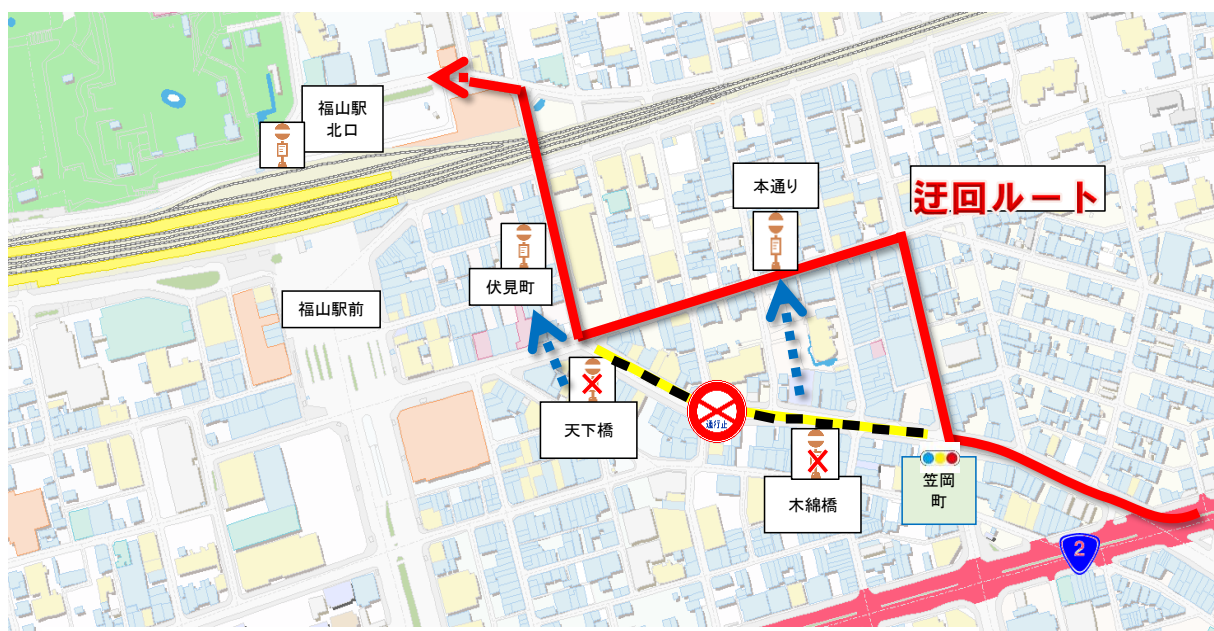 福山駅
北口
本通り
迂回ルート
伏見町
福山駅前
通行止
天下橋
木綿橋
笠岡
町
2